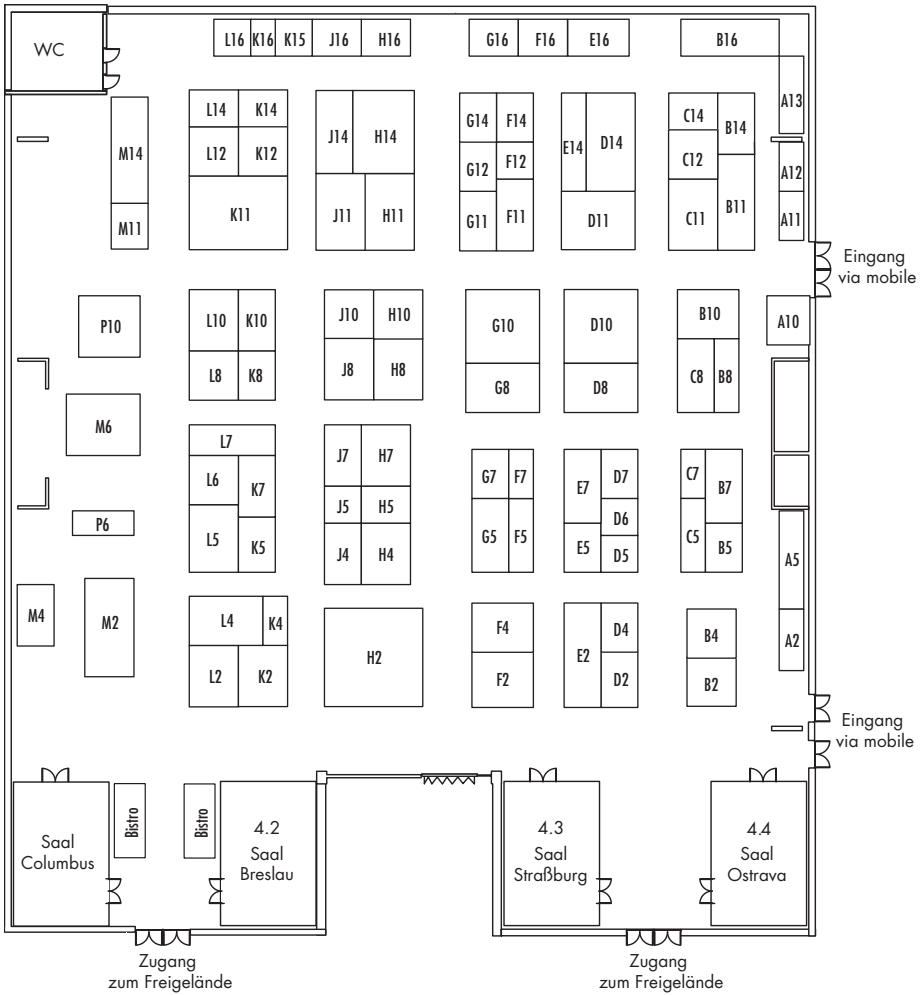 WC
L16 K16 K15 J16 H16
G16 F16 E16
B16
A13
L14 K14
J14 H14
G14 F14
E14 D14
C14 B14
M14
L12 K12
G12 F12
C12
A12
M11
K11
J11 H11
G11 F11
D11
C11 B11
A11
Eingang
via mobile
P10
L10 K10
J10 H10
G10
D10
B10
A10
L8 K8
J8 H8
G8
D8
C8 B8
M6
L7
J7 H7
L6 K7
G7 F7
E7 D7
C7 B7
J5 H5
D6
P6
L5 K5
J4 H4
G5 F5
E5 D5
C5 B5
A5
M4
M2
L4 K4
H2
F4
E2 D4
B4
A2
L2 K2
F2
D2
B2
Eingang
via mobile
Saal
Columbus
Bistro
Bistro
4.2
Saal
Breslau
4.3
Saal
Straßburg
4.4
Saal
Ostrava
Zugang
zum Freigelände
Zugang
zum Freigelände